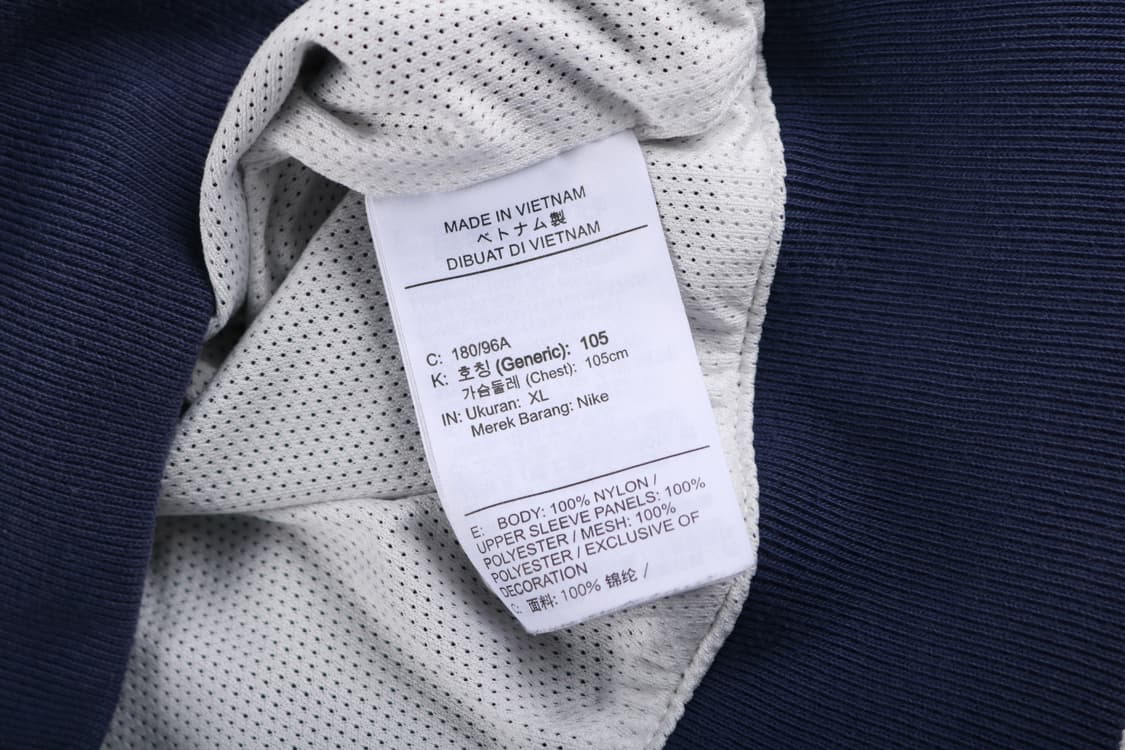 MADE IN VIETNAM
ベトナム製
DIBUAT DI VIETNAM
C: 180/96A
K: 호칭 (Generic): 105
가슴둘레 (Chest): 105cm
IN: Ukuran: XL
Merek Barang: Nike
E: BODY: 100% NYLON /
UPPER SLEEVE PANELS: 100%
POLYESTER / MESH: 100%
POLYESTER / EXCLUSIVE OF
DECORATION
C: 面料: 100% 锦纶 /